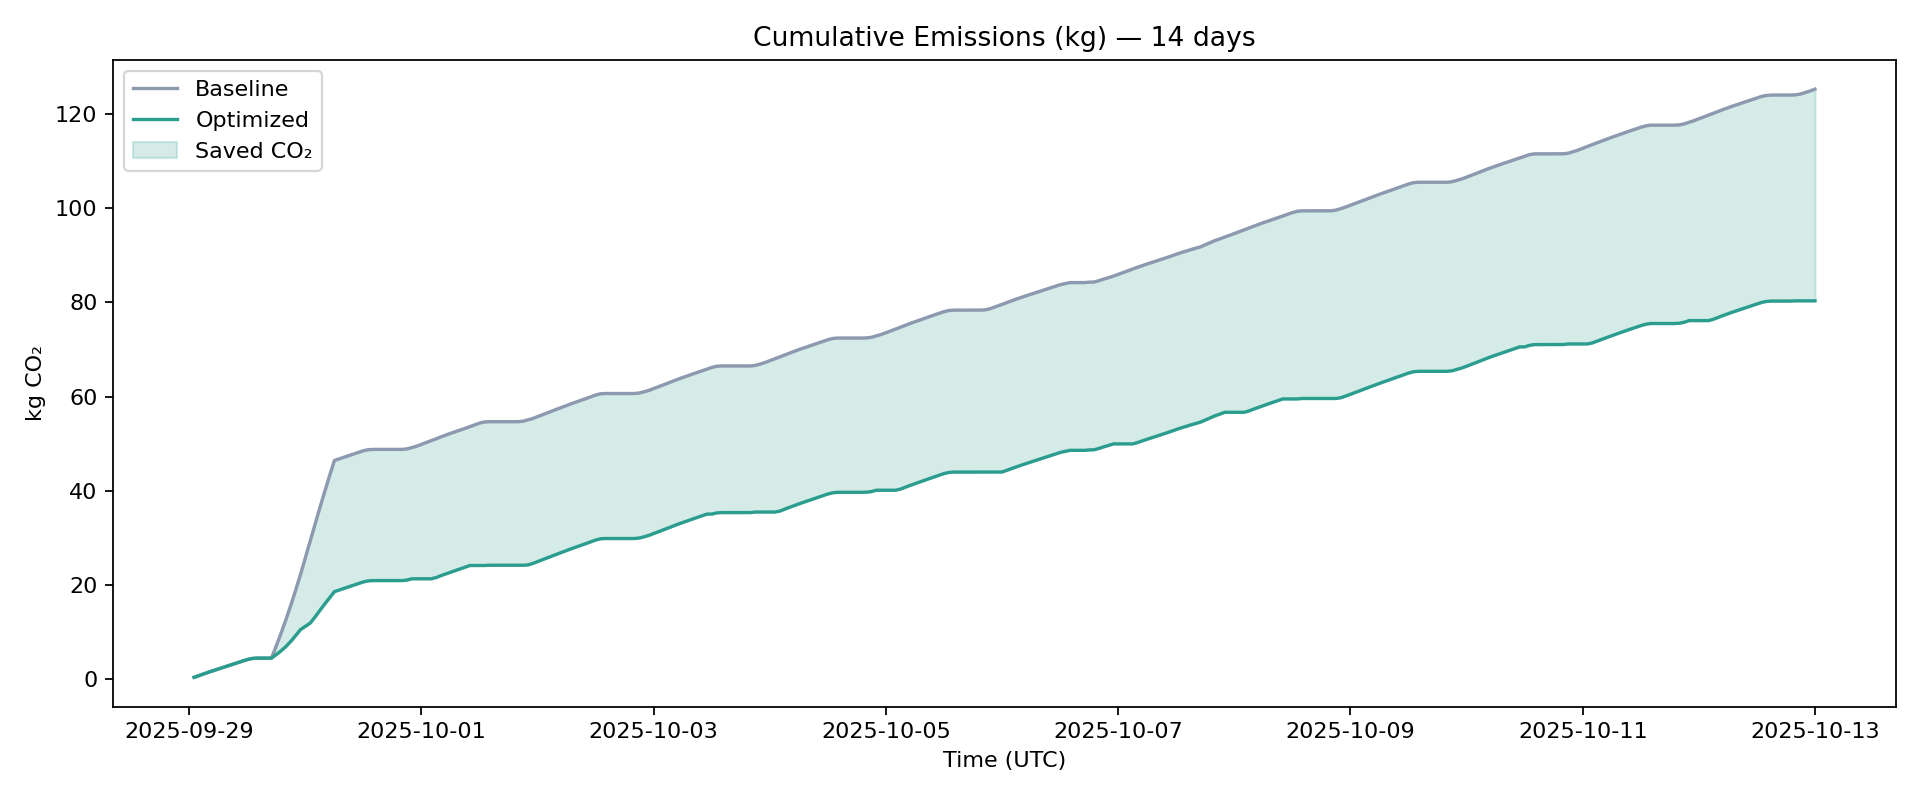 Cumulative Emissions (kg) — 14 days
Baseline
Optimized
Saved CO₂
120
100
80
60
40
20
0
kg CO₂
2025-09-29
2025-10-01
2025-10-03
2025-10-05
2025-10-07
2025-10-09
2025-10-11
2025-10-13
Time (UTC)